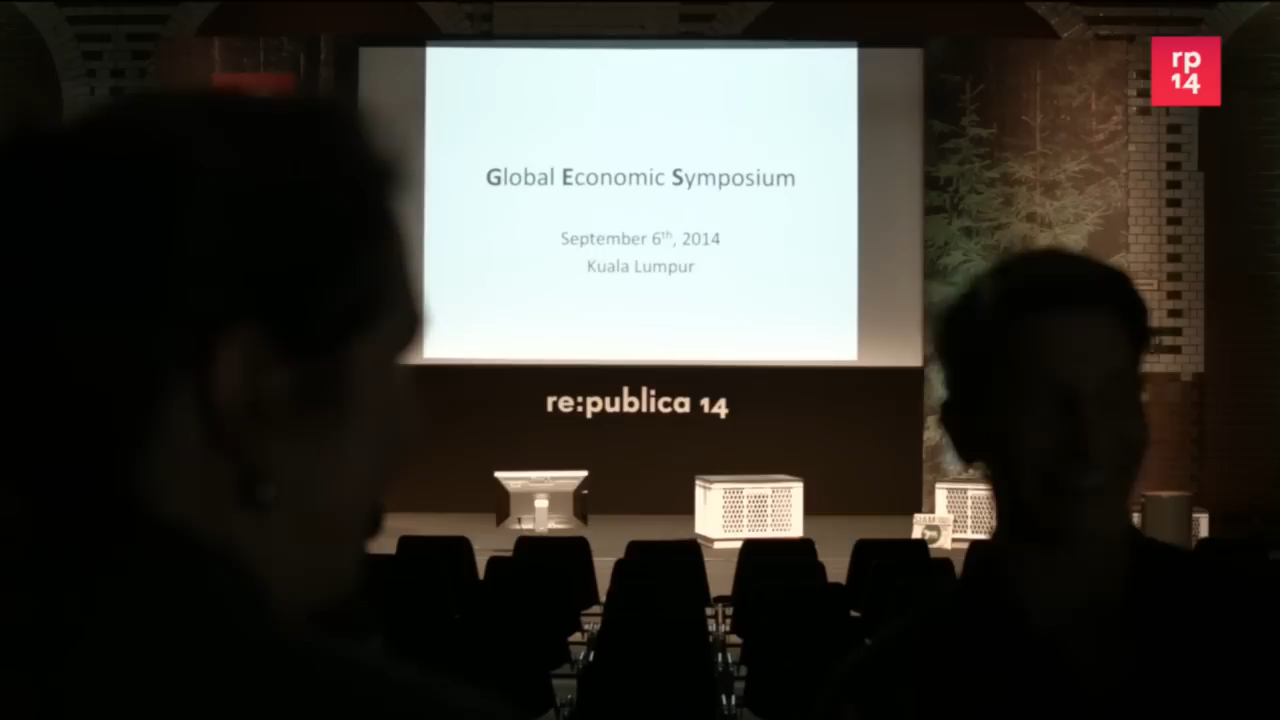 rp
14
Global Economic Symposium
September 6th, 2014
Kuala Lumpur
re:publica 14